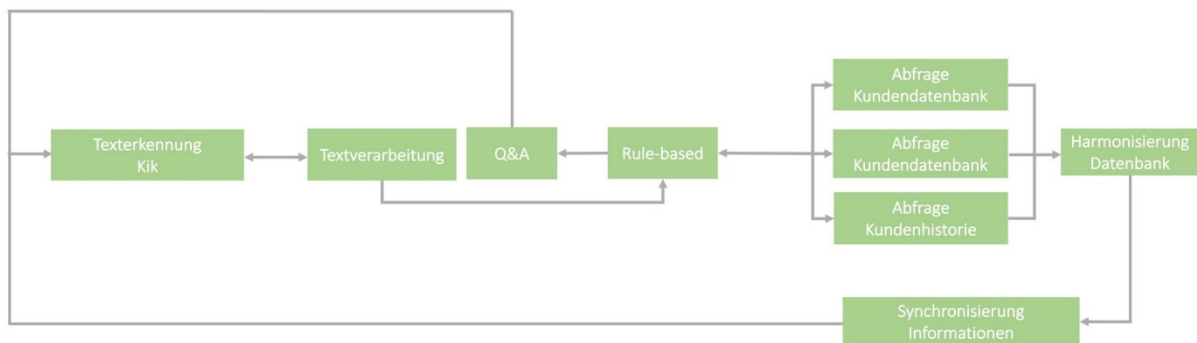 Texterkennung
Kik
Textverarbeitung
Q&A
Rule-based
Abfrage
Kundendatenbank
Abfrage
Kundendatenbank
Abfrage
Kundenhistorie
Harmonisierung
Datenbank
Synchronisierung
Informationen